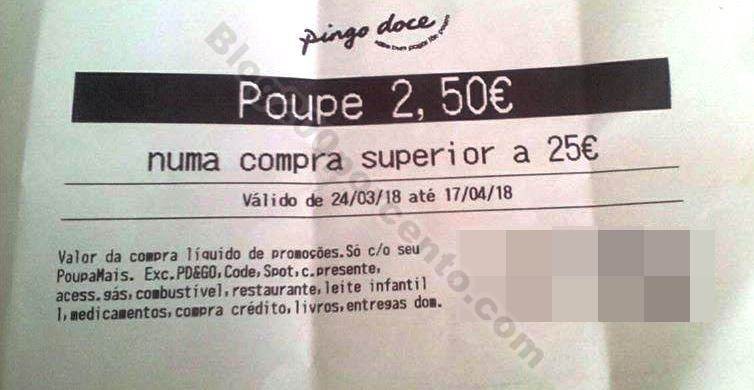 pingo doce
Poupe 2,50€
numa compra superior a 25€
Válido de 24/03/18 até 17/04/18
Valor da compra líquido de promoções.Só c/o seu
PoupaMais. Exc.PD&GO,Code,Spot,c.presente,
acess.gás,combustível,restaurante,leite infantil
1,medicamentos,compra crédito,livros,entregas dom.